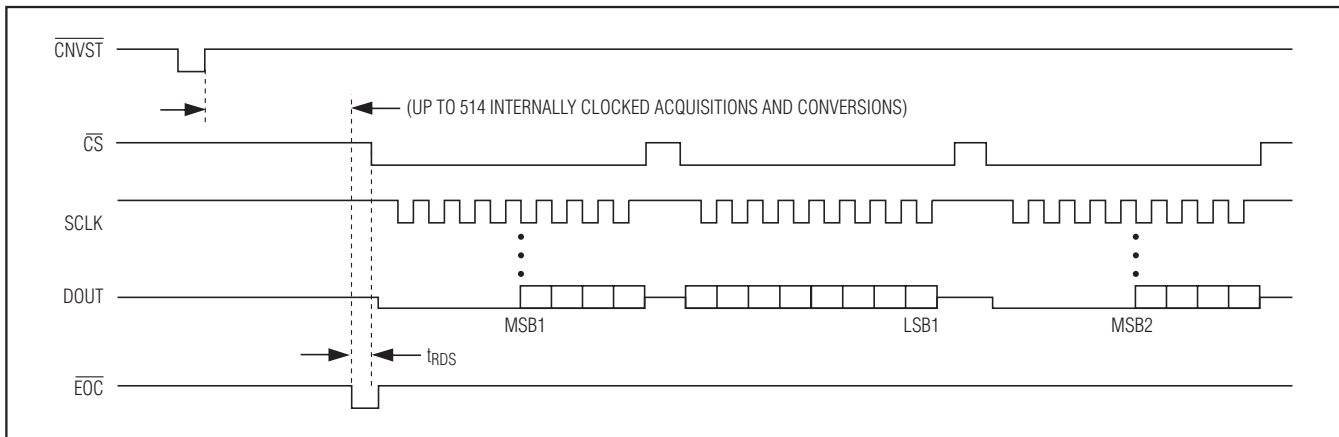 CNVST
(UP TO 514 INTERNALLY CLOCKED ACQUISITIONS AND CONVERSIONS)
CS
SCLK
DOUT
MSB1
LSB1
MSB2
tRDS
EOC